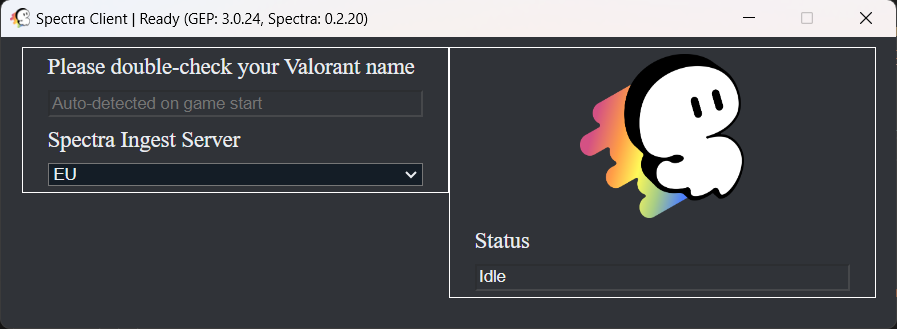 Spectra Client | Ready (GEP: 3.0.24, Spectra: 0.2.20)
Please double-check your Valorant name
Auto-detected on game start
Spectra Ingest Server
EU
Status
Idle